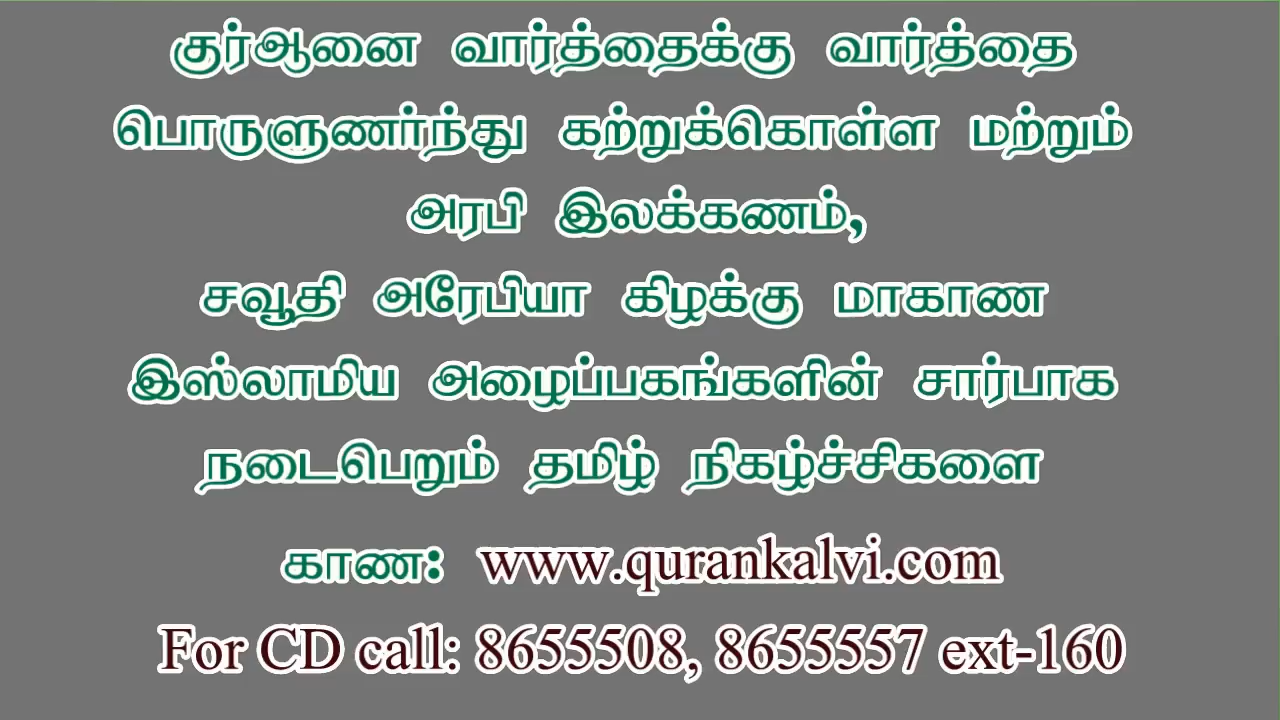 குர்ஆனை வார்த்தைக்கு வார்த்தை
பொருளுணர்ந்து கற்றுக்கொள்ள மற்றும்
அரபி இலக்கணம்,
சவூதி அரேபியா கிழக்கு மாகாண
இஸ்லாமிய அழைப்பகங்களின் சார்பாக
நடைபெறும் தமிழ் நிகழ்ச்சிகளை
காண: www.qurankalvi.com
For CD call: 8655508, 8655557 ext-160